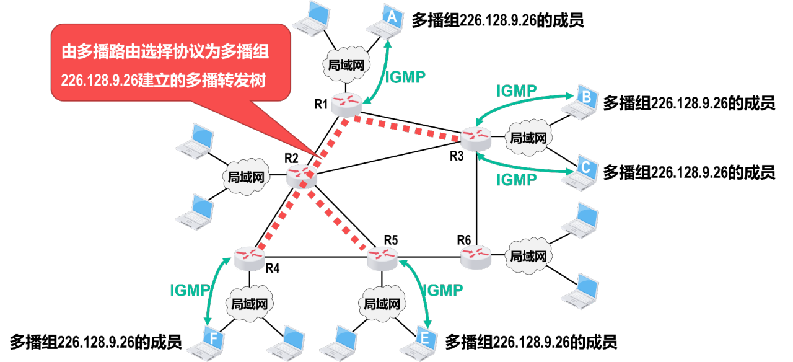 A
多播组226.128.9.26的成员
由多播路由选择协议为多播组
226.128.9.26建立的多播转发树
局域网
IGMP
R1
IGMP
B
多播组226.128.9.26的成员
R3
局域网
IGMP
C
多播组226.128.9.26的成员
R2
局域网
R4
R5
R6
局域网
IGMP
局域网
局域网
IGMP
F
多播组226.128.9.26的成员
E
多播组226.128.9.26的成员